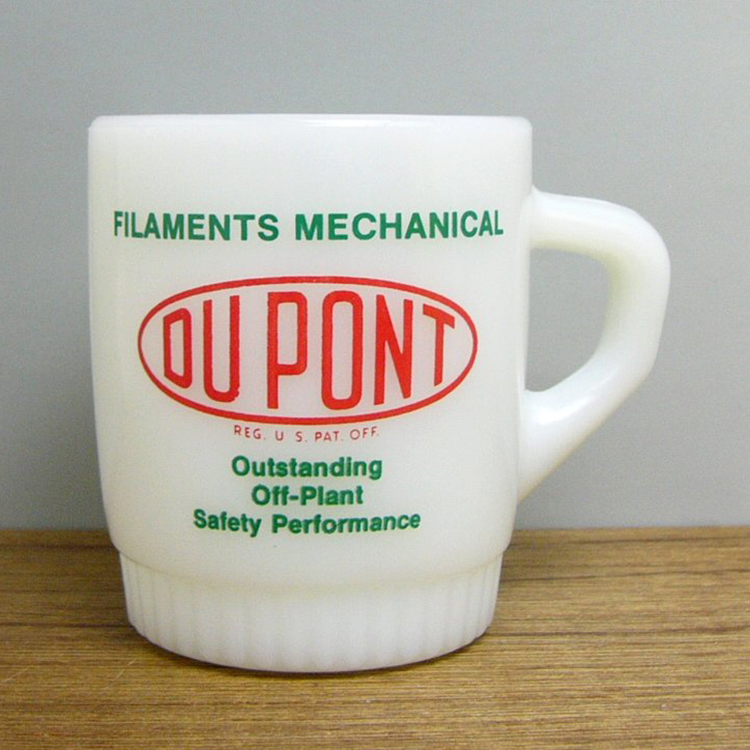 FILAMENTS MECHANICAL
DU PONT
REG. U S. PAT. OFF.
Outstanding
Off-Plant
Safety Performance